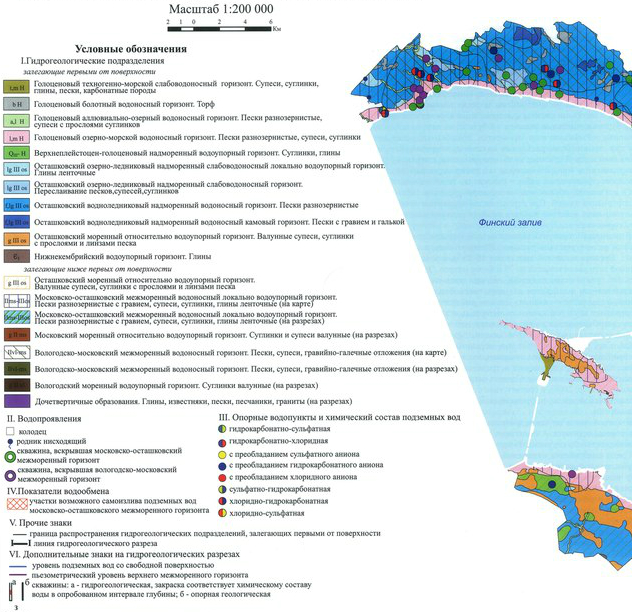 Масштаб 1:200 000
2 1 0 2 4 6
Км
Условные обозначения
I.Гидрогеологические подразделения
залегающие первыми от поверхности
t,m H Голоценовый техногенно-морской слабоводоносный горизонт. Супеси, суглинки,
глины, пески, карбонатные породы
b H Голоценовый болотный водоносный горизонт. Торф
a,l H Голоценовый аллювиально-озерный водоносный горизонт. Пески разнозернистые,
супеси с прослоями суглинков
l,m H Голоценовый озерно-морской водоносный горизонт. Пески разнозернистые, супеси, суглинки
Верхнеплейстоцен-голоценовый надморенный водоупорный горизонт. Суглинки, глины
lg III os Осташковский озерно-ледниковый надморенный слабоводоносный локально водоупорный горизонт.
Глины ленточные
lg III os Осташковский озерно-ледниковый надморенный слабоводоносный горизонт.
Переслаивание песков,супесей,суглинков
Осташковский водноледниковый надморенный водоносный горизонт. Пески разнозернистые
Осташковский водноледниковый надморенный водоносный камовый горизонт. Пески с гравием и галькой
g III os Осташковский моренный относительно водоупорный горизонт. Валунные супеси, суглинки
с прослоями и линзами песка
Нижнекембрийский водоупорный горизонт. Глины
залегающие ниже первых от поверхности
g III os Осташковский моренный относительно водоупорный горизонт.
Валунные супеси, суглинки с прослоями и линзами песка
Московско-осташковский межморенный водоносный локально водоупорный горизонт.
Пески разнозернистые с гравием, супеси, суглинки, глины ленточные (на карте)
Московско-осташковский межморенный водоносный локально водоупорный горизонт.
Пески разнозернистые с гравием, супеси, суглинки, глины ленточные (на разрезах)
Московский моренный относительно водоупорный горизонт. Суглинки и супеси валунные (на разрезах)
Вологодско-московский межморенный водоносный горизонт. Пески, супеси, гравийно-галечные отложения (на карте)
Вологодско-московский межморенный водоносный горизонт. Пески, супеси, гравийно-галечные отложения (на разрезах)
Вологодский моренный водоупорный горизонт. Суглинки валунные (на разрезах)
Дочетвертичные образования. Глины, известняки, пески, песчаники, граниты (на разрезах)
II. Водопроявления
колодец
родник нисходящий
скважина, вскрывшая московско-осташковский
межморенный горизонт
скважина, вскрывшая вологодско-московский
межморенный горизонт
IV.Показатели водообмена
участки возможного самоизлива подземных вод
московско-осташковского межморенного горизонта
III. Опорные водопункты и химический состав подземных вод
гидрокарбонатно-сульфатная
гидрокарбонатно-хлоридная
с преобладанием сульфатного аниона
с преобладанием гидрокарбонатного аниона
с преобладанием хлоридного аниона
сульфатно-гидрокарбонатная
хлоридно-гидрокарбонатная
хлоридно-сульфатная
V. Прочие знаки
граница распространения гидрогеологических подразделений, залегающих первыми от поверхности
линия гидрогеологического разреза
VI. Дополнительные знаки на гидрогеологических разрезах
уровень подземных вод со свободной поверхностью
пьезометрический уровень верхнего межморенного горизонта
а б скважины: а - гидрогеологическая, закраска соответствует химическому составу
воды в опробованном интервале глубины; б - опорная геологическая
3
Финский залив